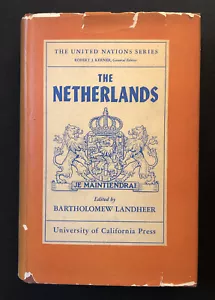 THE UNITED NATIONS SERIES
ROBERT J. KERNER, General Editor
THE
NETHERLANDS
JE MAINTIENDRAI
Edited by
BARTHOLOMEW LANDHEER
University of California Press